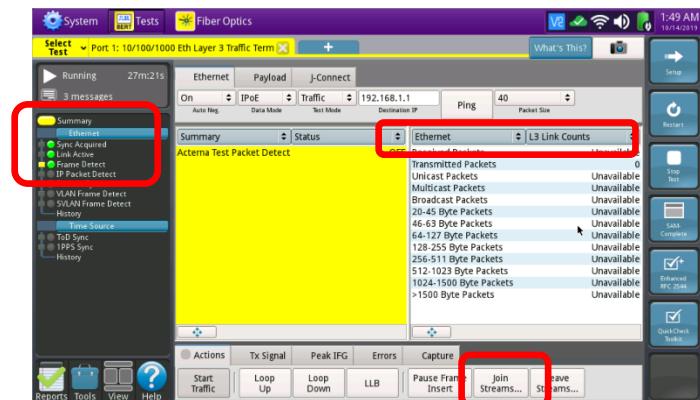 System
Tests
Fiber Optics
1:49 AM
10/14/2019
Select
Test
Port 1: 10/100/1000 Eth Layer 3 Traffic Term
What's This?
Running 27m:21s
3 messages
Summary
Ethernet
Sync Acquired
Link Active
Frame Detect
IP Packet Detect
VLAN Frame Detect
SVLAN Frame Detect
History
Time Source
ToD Sync
1PPS Sync
History
Ethernet Payload J-Connect
On IPoE Traffic 192.168.1.1 Ping 40
Auto Neg. Data Mode Test Mode Destination IP Packet Size
Summary Status
Acterna Test Packet Detect OFF
Ethernet L3 Link Counts
Received Packets Unavailable
Transmitted Packets 0
Unicast Packets Unavailable
Multicast Packets Unavailable
Broadcast Packets Unavailable
20-45 Byte Packets Unavailable
46-63 Byte Packets Unavailable
64-127 Byte Packets Unavailable
128-255 Byte Packets Unavailable
256-511 Byte Packets Unavailable
512-1023 Byte Packets Unavailable
1024-1500 Byte Packets Unavailable
>1500 Byte Packets Unavailable
Actions Tx Signal Peak IFG Errors Capture
Start
Traffic
Loop
Up
Loop
Down
LLB
Pause Frame
Insert
Join
Streams...
Streams...
Reports Tools View Help
Setup
Restart
Stop
Test
SAM-
Complete
Enhanced
RFC 2544
QuickCheck
Toolkit